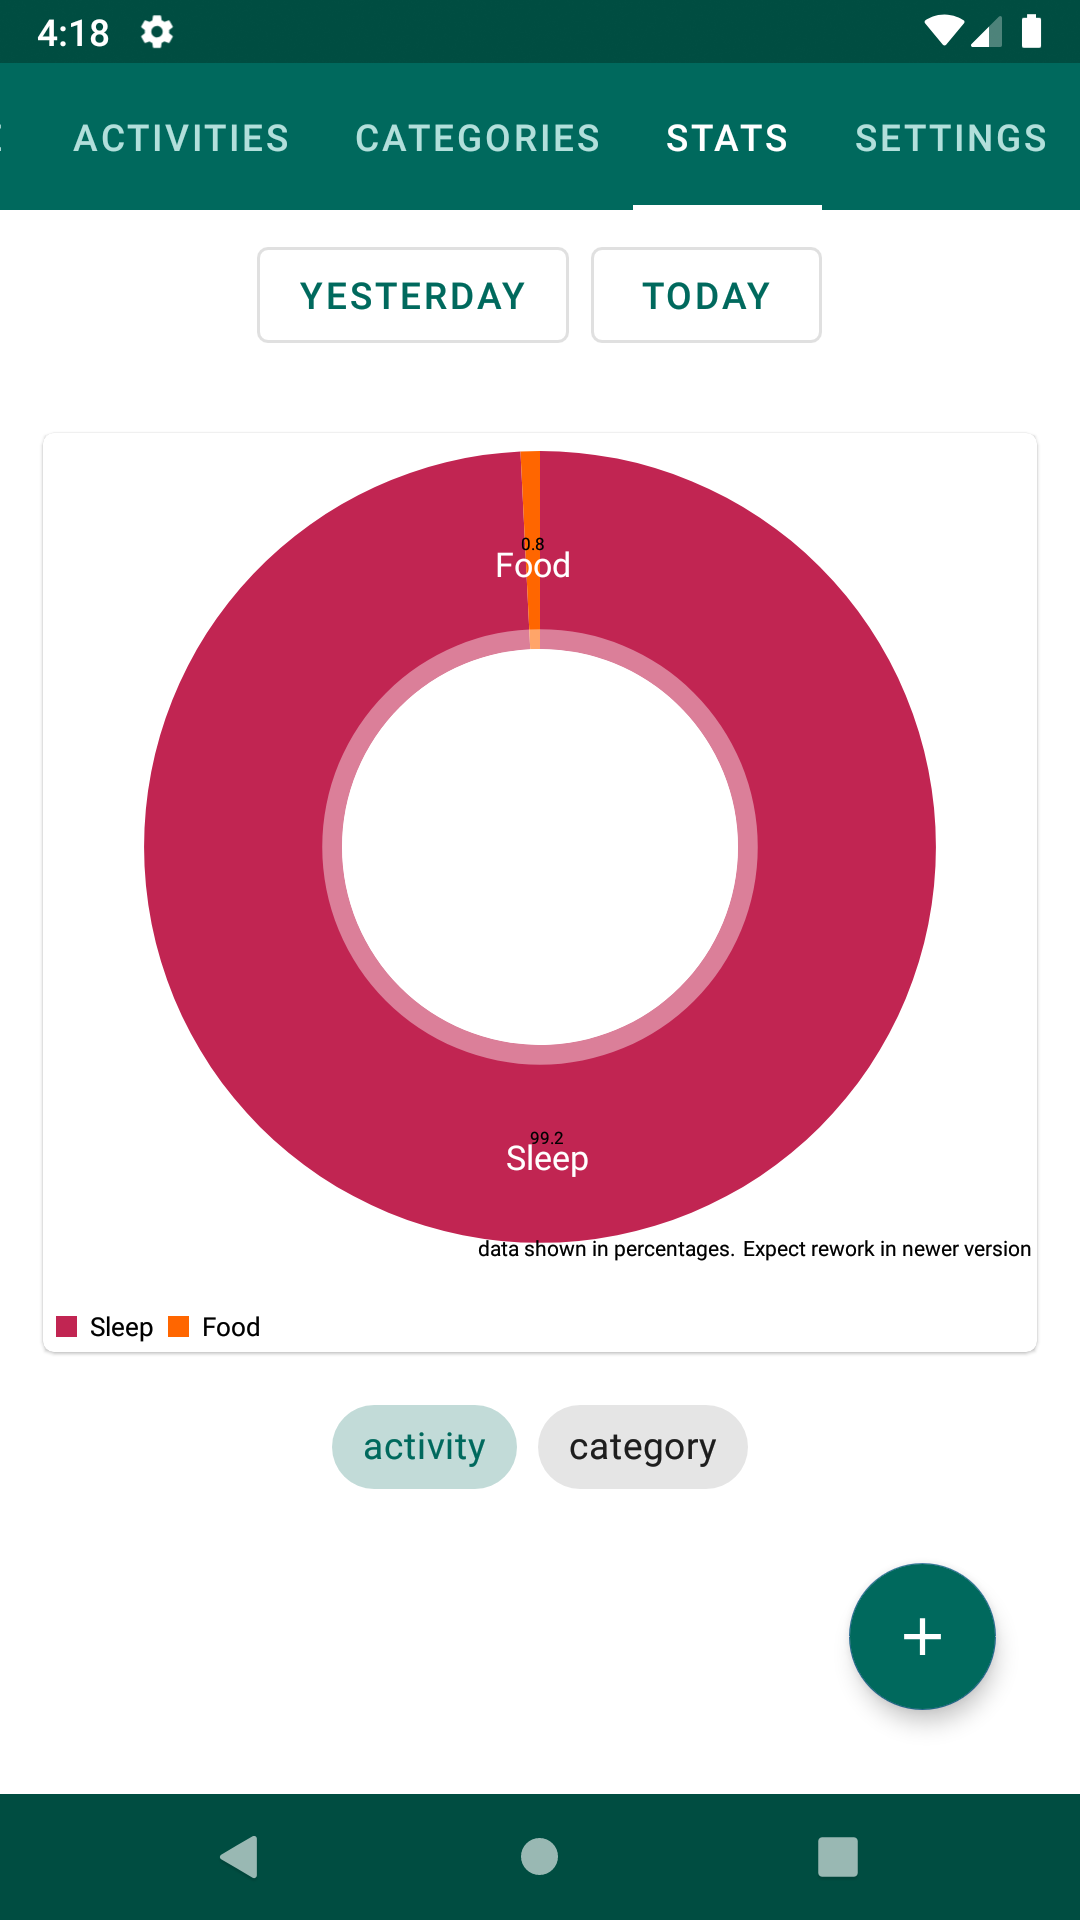 4:18
ACTIVITIES CATEGORIES STATS SETTINGS
YESTERDAY TODAY
0.8
Food
99.2
Sleep
data shown in percentages. Expect rework in newer version
Sleep Food
activity category